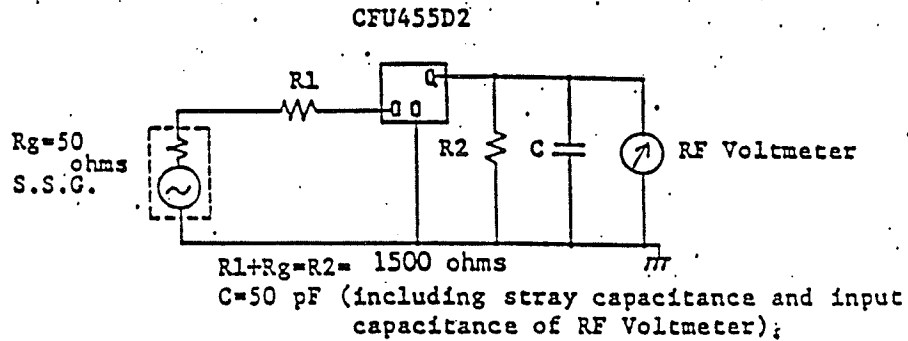 CFU455D2
R1
Rg=50
ohms
S.S.G.
R2
C
RF Voltmeter
R1+Rg=R2= 1500 ohms
C=50 pF (including stray capacitance and input
capacitance of RF Voltmeter);